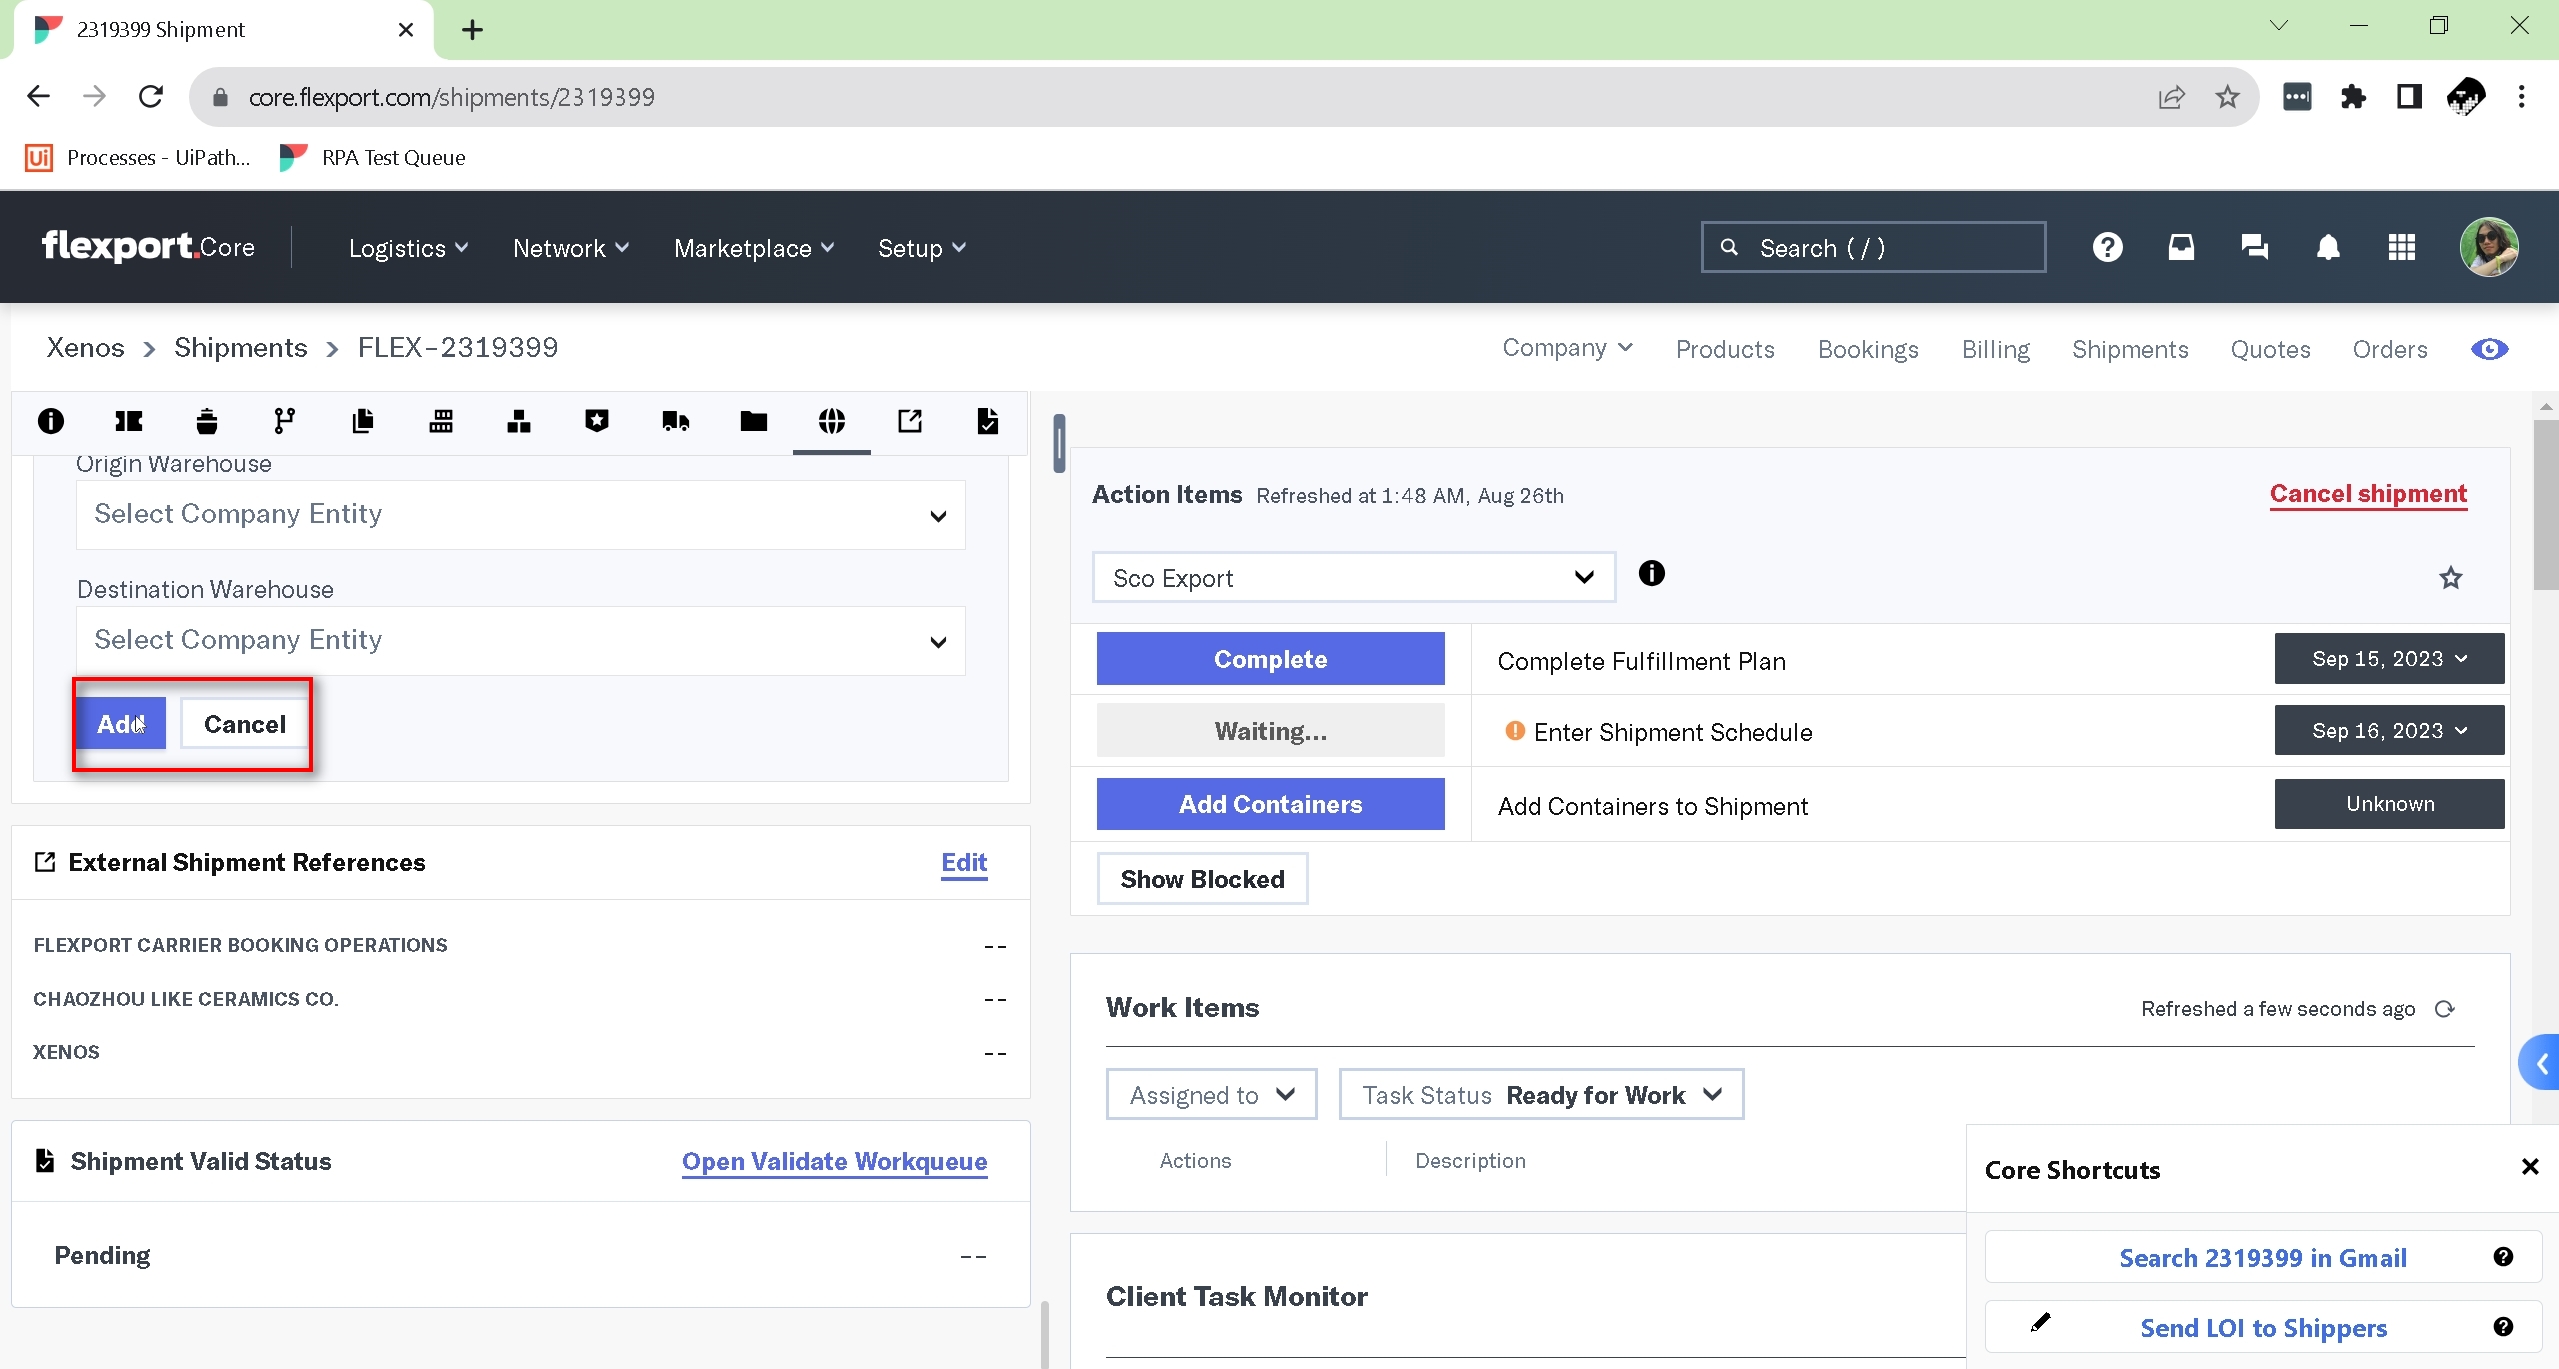 2319399 Shipment
core.flexport.com/shipments/2319399
Ui Processes - UiPath...
RPA Test Queue
flexport.Core
Logistics
Network
Marketplace
Setup
Search ( / )
Xenos > Shipments > FLEX-2319399
Company
Products
Bookings
Billing
Shipments
Quotes
Orders
Origin Warehouse
Select Company Entity
Destination Warehouse
Select Company Entity
Add
Cancel
External Shipment References
Edit
FLEXPORT CARRIER BOOKING OPERATIONS --
CHAOZHOU LIKE CERAMICS CO. --
XENOS --
Shipment Valid Status
Open Validate Workqueue
Pending --
Action Items Refreshed at 1:48 AM, Aug 26th
Cancel shipment
Sco Export
Complete
Complete Fulfillment Plan
Sep 15, 2023
Waiting...
Enter Shipment Schedule
Sep 16, 2023
Add Containers
Add Containers to Shipment
Unknown
Show Blocked
Work Items
Refreshed a few seconds ago
Assigned to
Task Status Ready for Work
Actions
Description
Client Task Monitor
Core Shortcuts
Search 2319399 in Gmail
Send LOI to Shippers